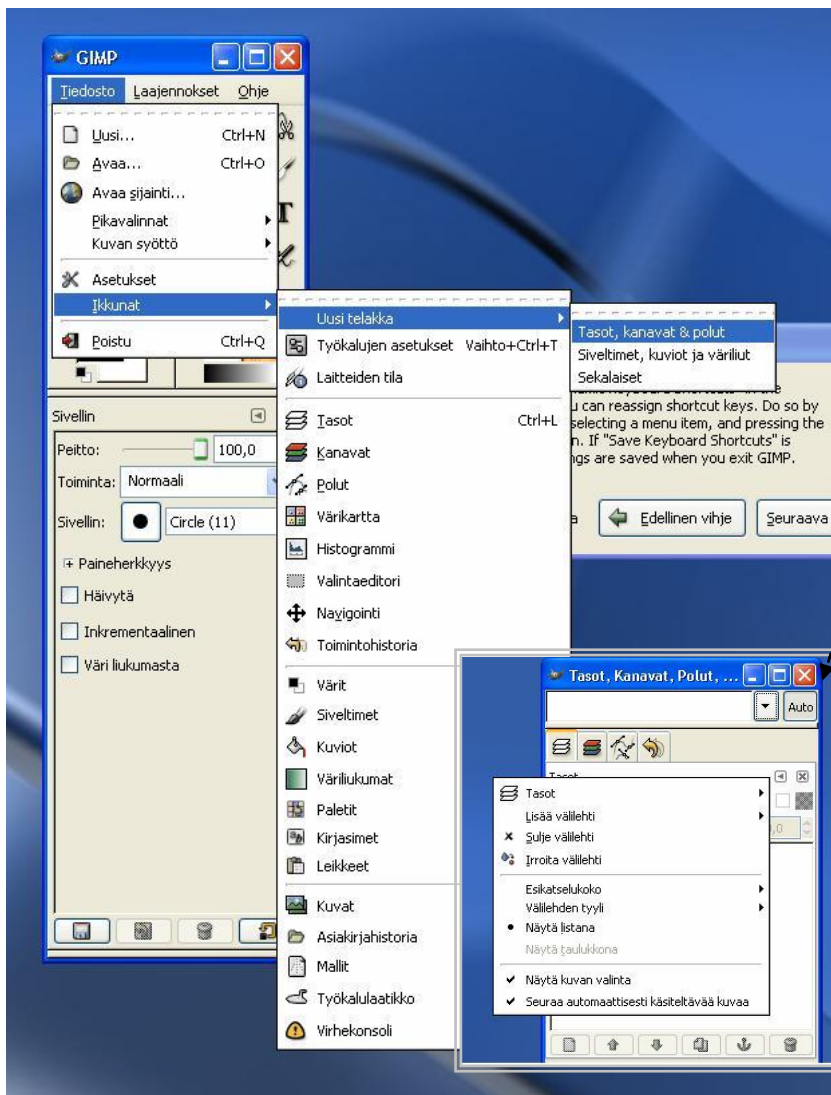 GIMP
Tiedosto Laajennokset Ohje
Uusi... Ctrl+N
Avaa... Ctrl+O
Avaa sijainti...
Pikavalinnat
Kuvan syöttö
Asetukset
Ikkunat
Poistu Ctrl+Q
Uusi telakka
Työkalujen asetukset Vaihto+Ctrl+T
Laitteiden tila
Tasot Ctrl+L
Kanavat
Polut
Värikartta
Histogrammi
Valintaeditori
Navigointi
Toimintohistoria
Värit
Siveltimet
Kuviot
Väriliukumat
Paletit
Kirjasimet
Leikkeet
Kuvat
Asiakirjahistoria
Mallit
Työkalulaatikko
Virhekonsoli
Tasot, kanavat & polut
Siveltimet, kuviot ja väriliut
Sekalaiset
u can reassign shortcut keys. Do so by
selecting a menu item, and pressing the
n. If "Save Keyboard Shortcuts" is
ngs are saved when you exit GIMP.
a Edellinen vihje Seuraava
Sivellin
Peitto: 100,0
Toiminta: Normaali
Sivellin: Circle (11)
Paineherkkyys
Häivytä
Inkrementaalinen
Väri liukumasta
Tasot, Kanavat, Polut, ...
Auto
Tasot
Lisää välilehti
Sulje välilehti
Irroita välilehti
Esikatselukoko
Välilehden tyyli
Näytä listana
Näytä taulukkona
Näytä kuvan valinta
Seuraa automaattisesti käsiteltävää kuvaa